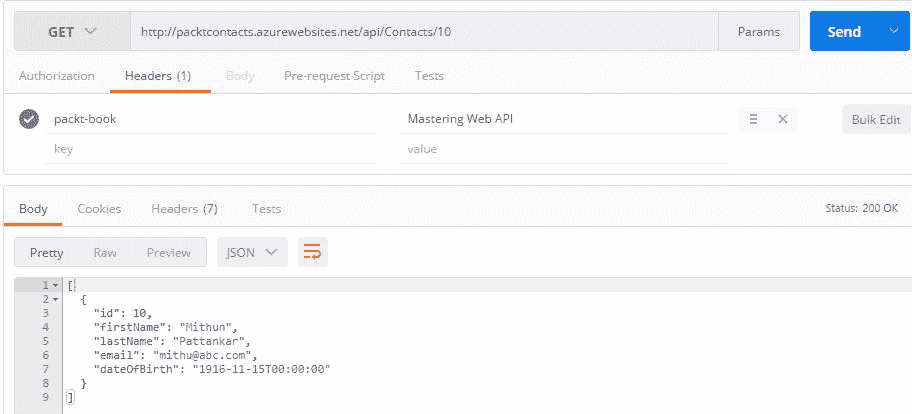 GET http://packtcontacts.azurewebsites.net/api/Contacts/10 Params Send
Authorization Headers (1) Body Pre-request Script Tests
packt-book Mastering Web API Bulk Edit
key value
Body Cookies Headers (7) Tests Status: 200 OK
Pretty Raw Preview JSON
1 [
2 {
3 "id": 10,
4 "firstName": "Mithun",
5 "lastName": "Pattankar",
6 "email": "mithu@abc.com",
7 "dateOfBirth": "1916-11-15T00:00:00"
8 }
9 ]